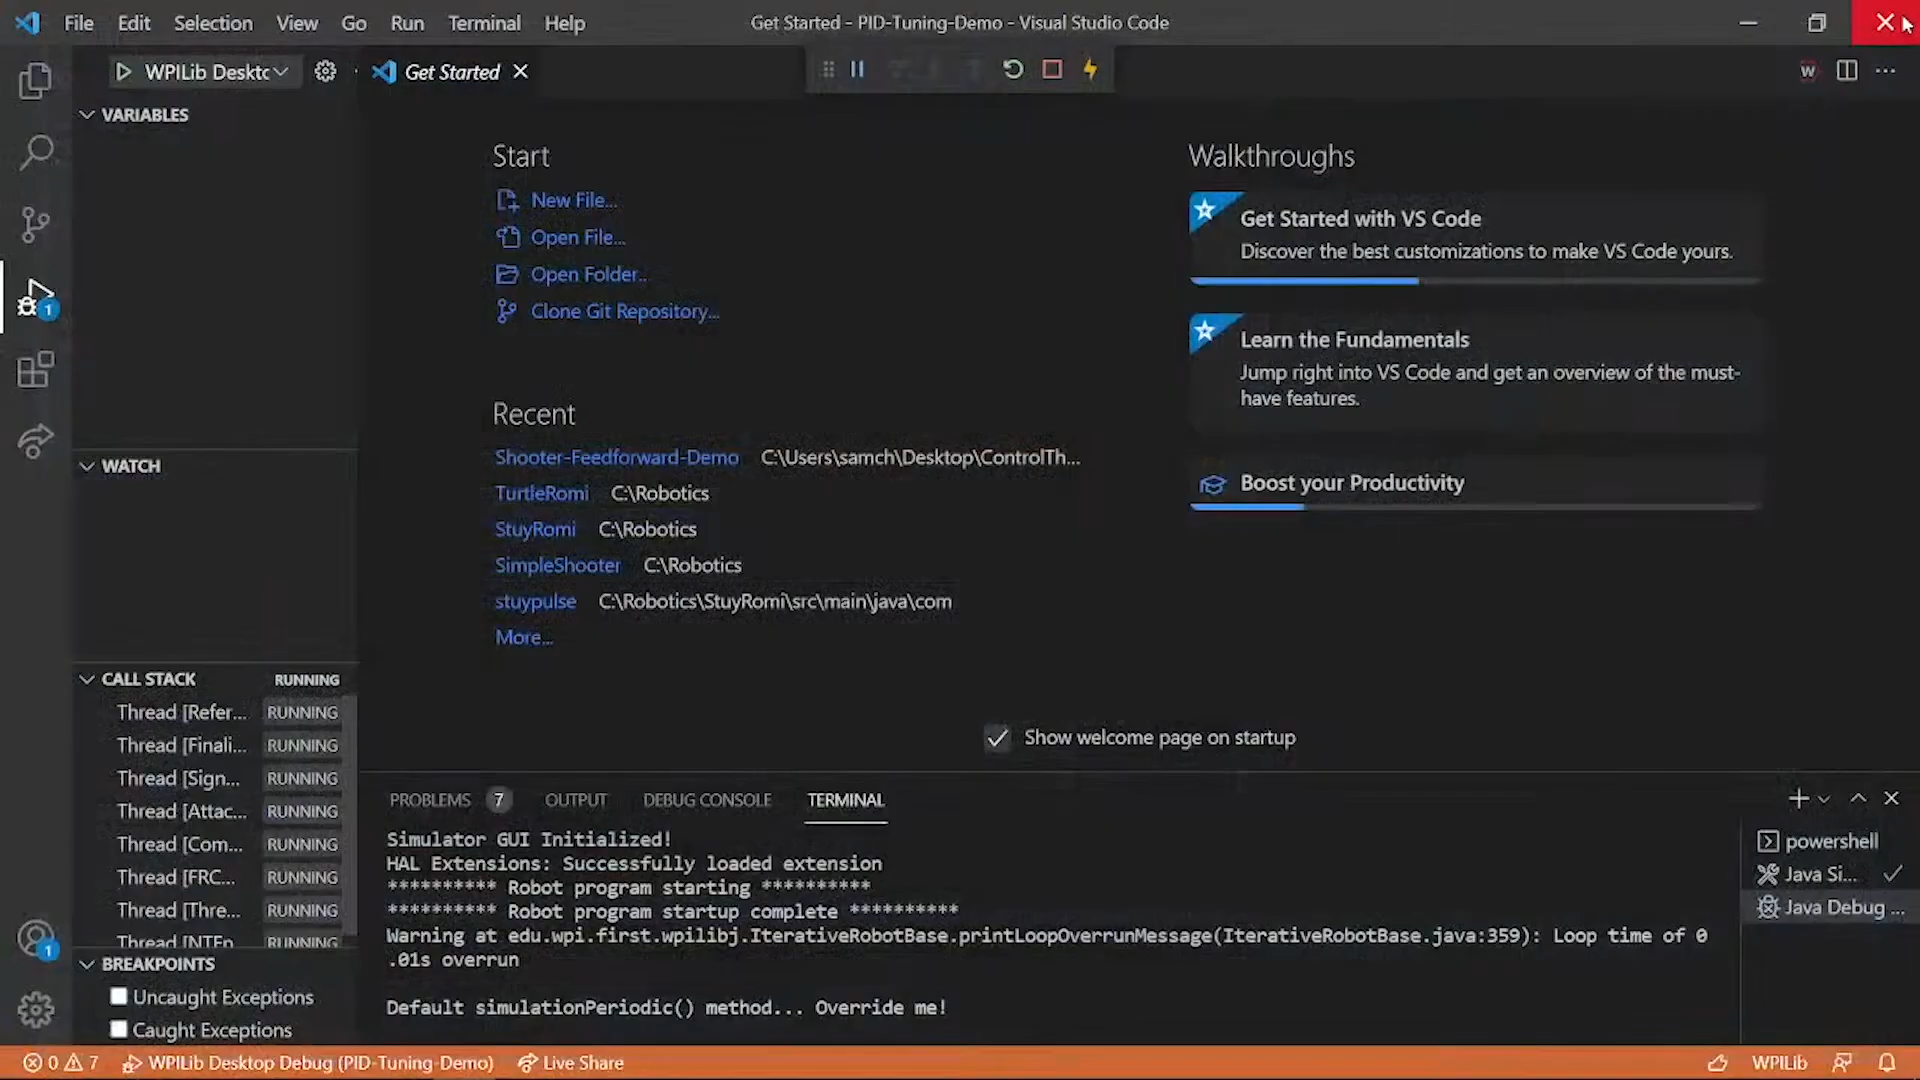 File Edit Selection View Go Run Terminal Help
Get Started - PID-Tuning-Demo - Visual Studio Code
WPILib Desktc
Get Started
W
VARIABLES
Start
New File...
Open File...
Open Folder...
Clone Git Repository...
Walkthroughs
Get Started with VS Code
Discover the best customizations to make VS Code yours.
Learn the Fundamentals
Jump right into VS Code and get an overview of the must-
have features.
Boost your Productivity
1
Recent
Shooter-Feedforward-Demo C:\Users\samch\Desktop\ControlTh...
TurtleRomi C:\Robotics
StuyRomi C:\Robotics
SimpleShooter C:\Robotics
stuypulse C:\Robotics\StuyRomi\src\main\java\com
More...
WATCH
Show welcome page on startup
CALL STACK RUNNING
Thread [Refer... RUNNING
Thread [Finali... RUNNING
Thread [Sign... RUNNING
Thread [Attac... RUNNING
Thread [Com... RUNNING
Thread [FRC... RUNNING
Thread [Thre... RUNNING
Thread RUNNING
BREAKPOINTS
Uncaught Exceptions
Caught Exceptions
1
PROBLEMS 7 OUTPUT DEBUG CONSOLE TERMINAL
Simulator GUI Initialized!
HAL Extensions: Successfully loaded extension
********** Robot program starting **********
********** Robot program startup complete **********
Warning at edu.wpi.first.wpilibj.IterativeRobotBase.printLoopOverrunMessage(IterativeRobotBase.java:359): Loop time of 0
.01s overrun
Default simulationPeriodic() method... Override me!
powershell
Java Si...
Java Debug ...
0 7 WPILib Desktop Debug (PID-Tuning-Demo) Live Share
WPILib